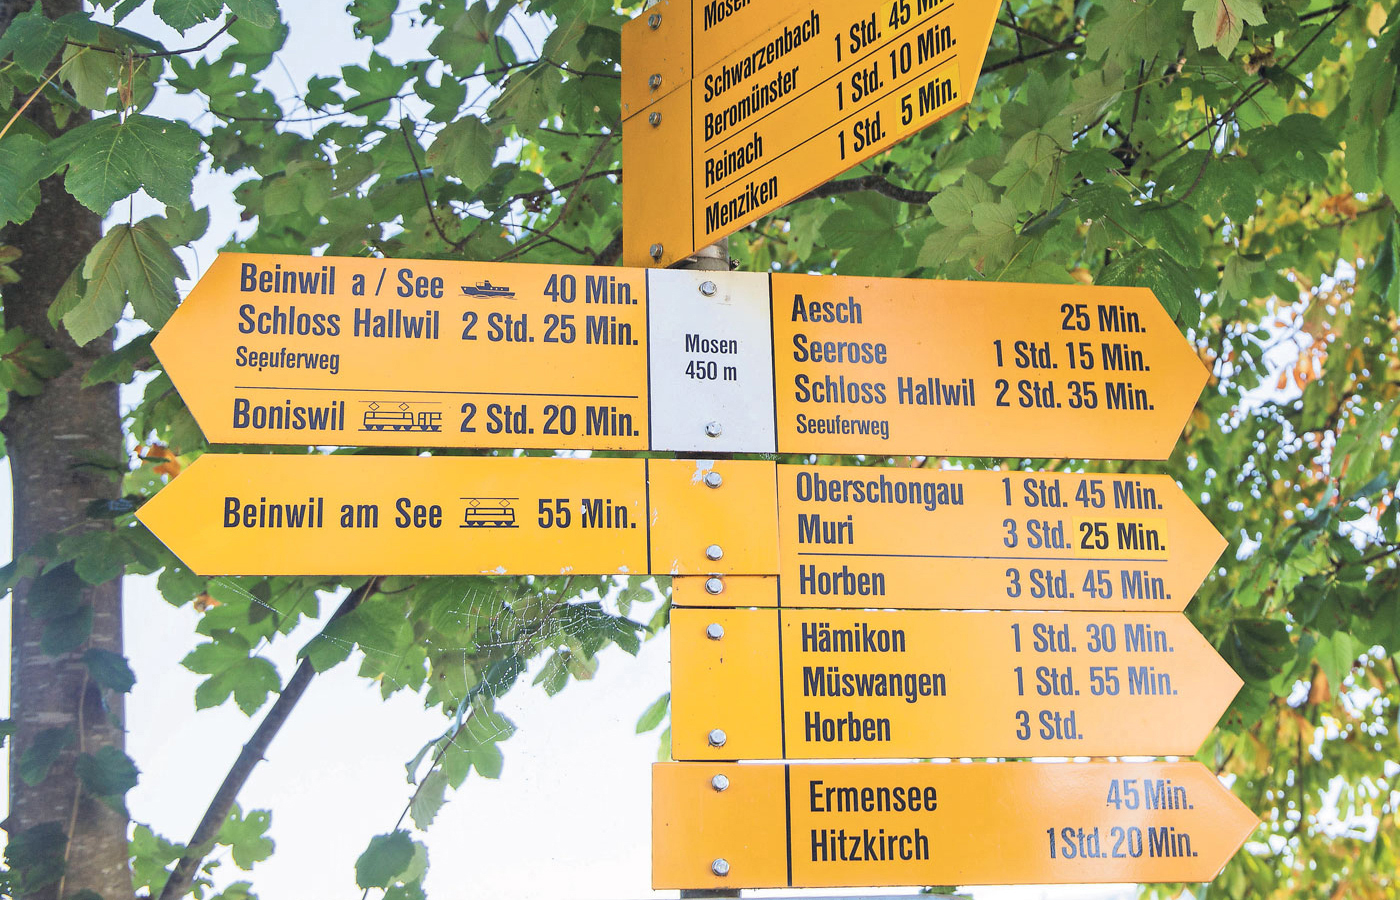 Mosen
Schwarzenbach 1 Std. 45 Min.
Beromünster 1 Std. 10 Min.
Reinach 1 Std. 5 Min.
Menziken
Beinwil a / See 40 Min.
Schloss Hallwil 2 Std. 25 Min.
Seeuferweg
Boniswil 2 Std. 20 Min.
Mosen
450 m
Aesch 25 Min.
Seerose 1 Std. 15 Min.
Schloss Hallwil 2 Std. 35 Min.
Seeuferweg
Beinwil am See 55 Min.
Oberschongau 1 Std. 45 Min.
Muri 3 Std. 25 Min.
Horben 3 Std. 45 Min.
Hämikon 1 Std. 30 Min.
Müswangen 1 Std. 55 Min.
Horben 3 Std.
Ermensee 45 Min.
Hitzkirch 1 Std. 20 Min.